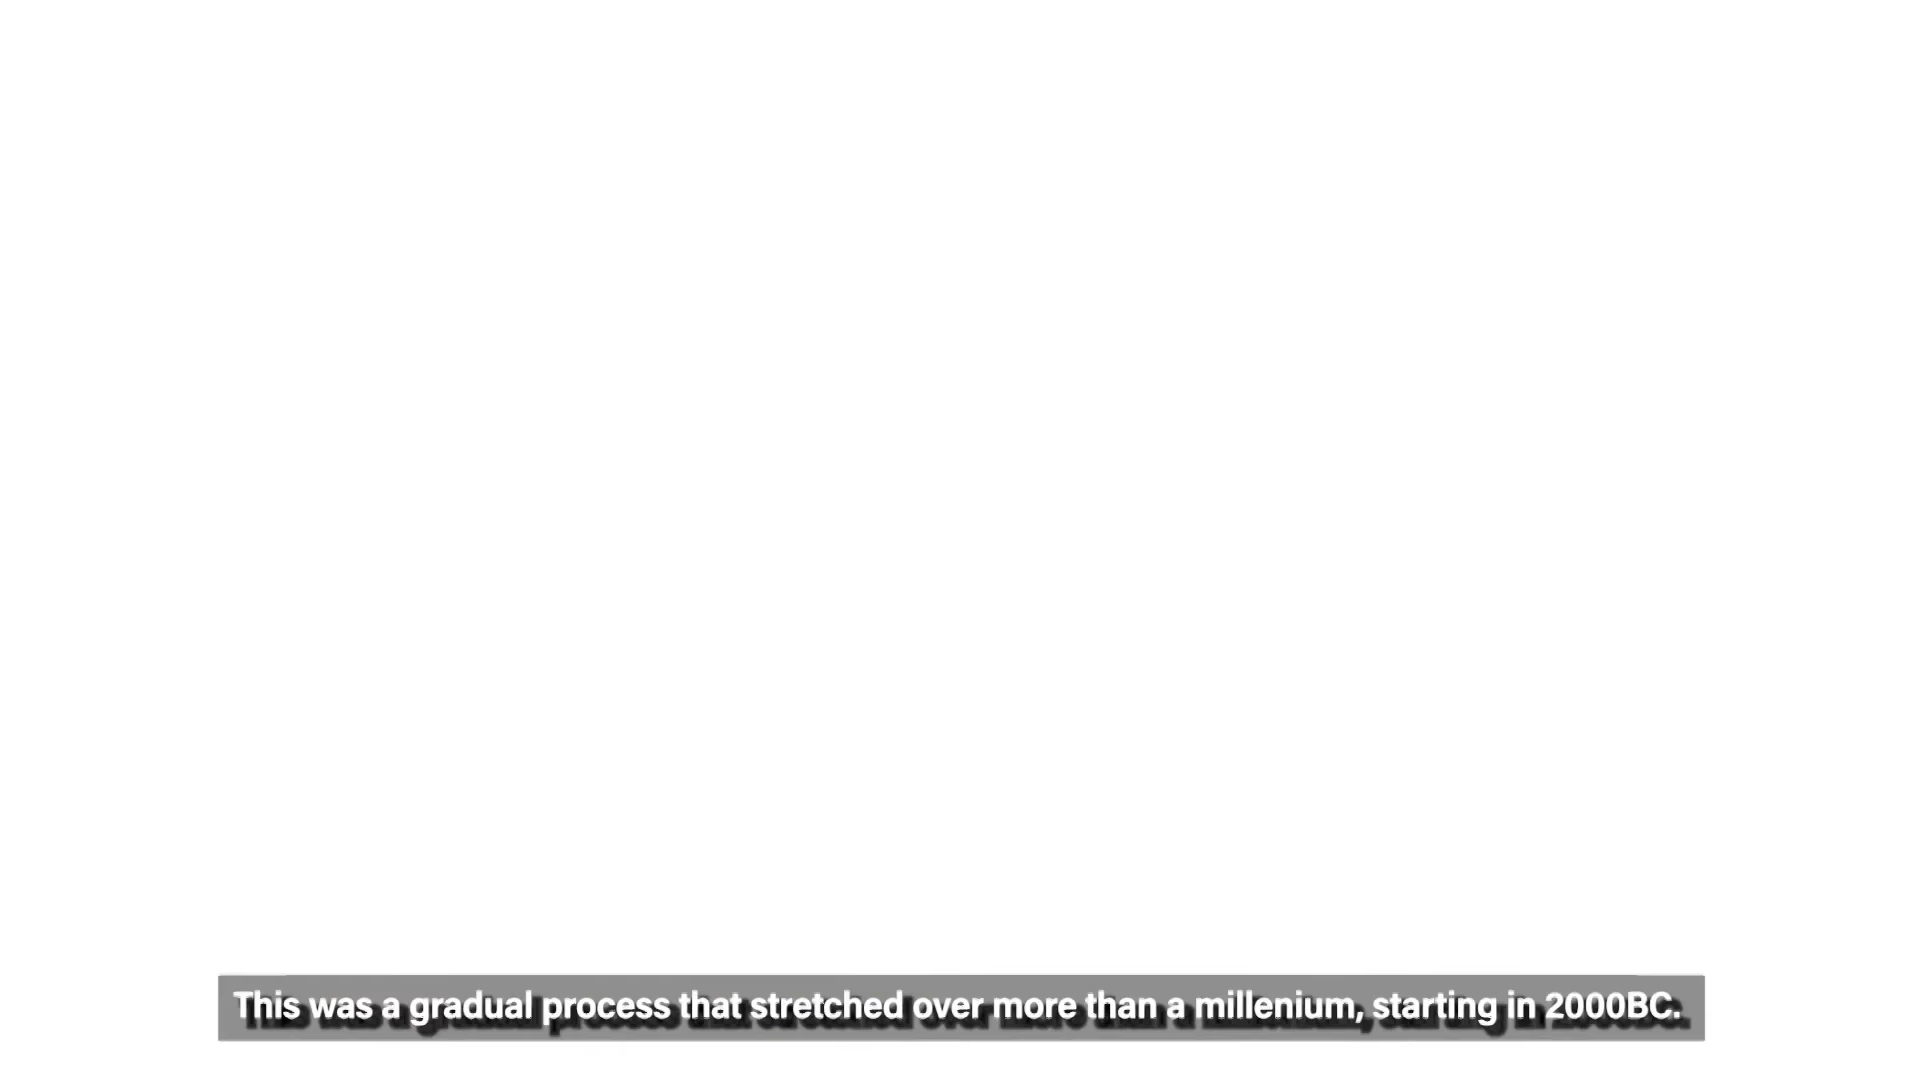 This was a gradual process that stretched over more than a millenium, starting in 2000BC.